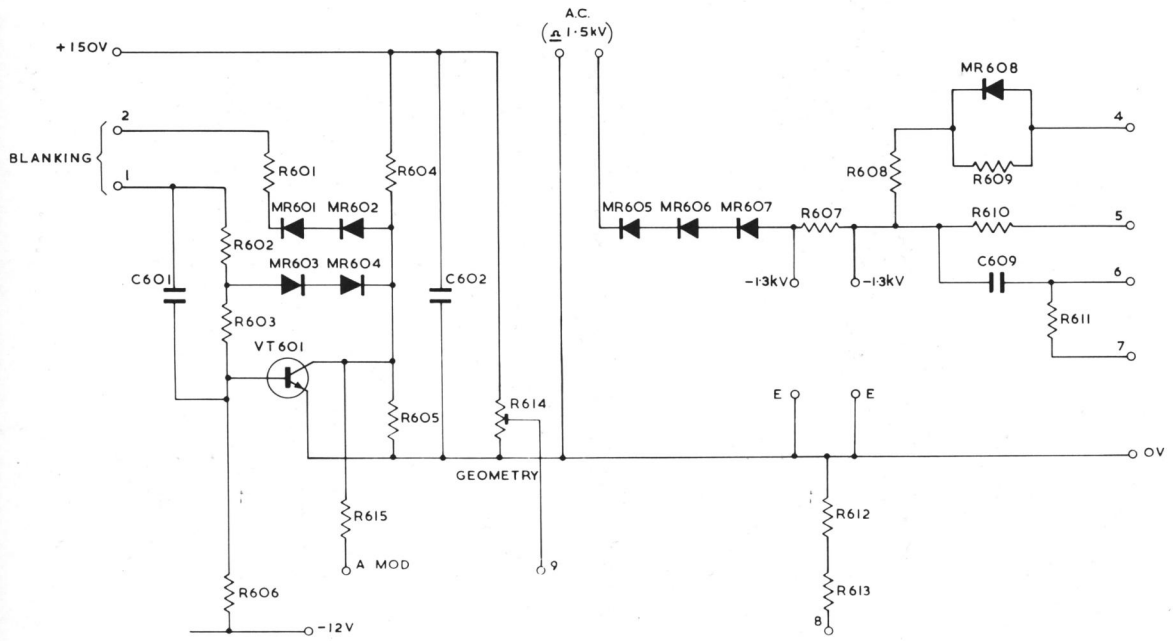 A.C.
(≏ 1·5kV)
+150V
MR608
2
4
BLANKING
R601
R604
R608
R609
1
MR601
MR602
MR605
MR606
MR607
R607
R610
5
R602
MR603
MR604
C601
C602
-1·3kV
-1·3kV
C609
6
R603
R611
VT601
7
R614
E
E
R605
GEOMETRY
OV
R615
R612
A MOD
9
R606
R613
-12V
8